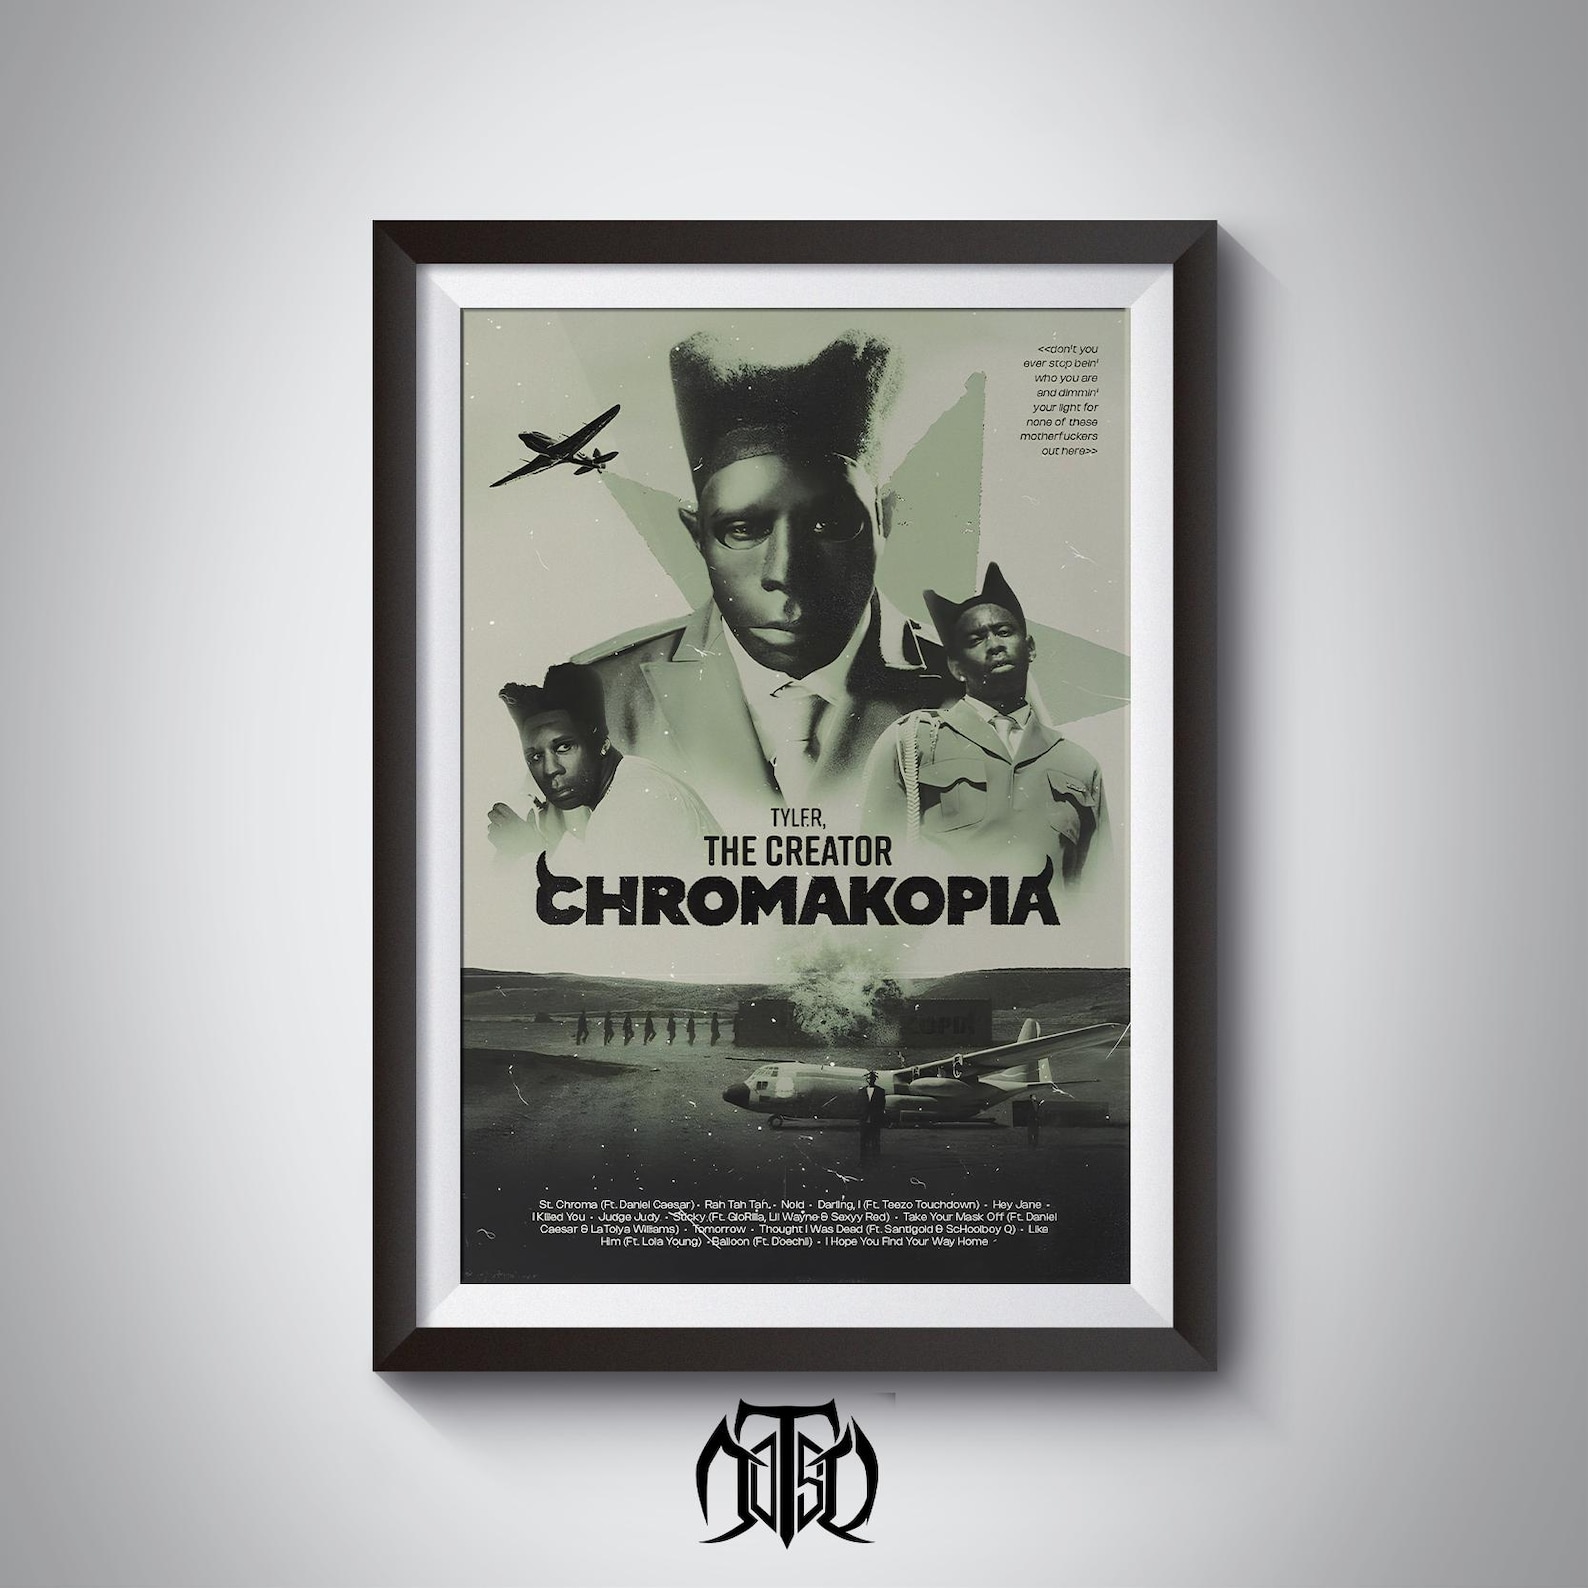 <<don't you
ever stop bein'
who you are
and dimmin'
your light for
none of these
motherfuckers
out here>>
TYLER,
THE CREATOR
CHROMAKOPIA
St. Chroma (Ft. Daniel Caesar) - Rah Tah Tah - Noid - Darling, I (Ft. Teezo Touchdown) - Hey Jane -
I Killed You - Judge Judy - Sticky (Ft. GloRilla, Lil Wayne & Sexyy Red) - Take Your Mask Off (Ft. Daniel
Caesar & LaToiya Williams) - Tomorrow - Thought I Was Dead (Ft. Santigold & ScHoolboy Q) - Like
Him (Ft. Lola Young) - Balloon (Ft. Doechii) - I Hope You Find Your Way Home